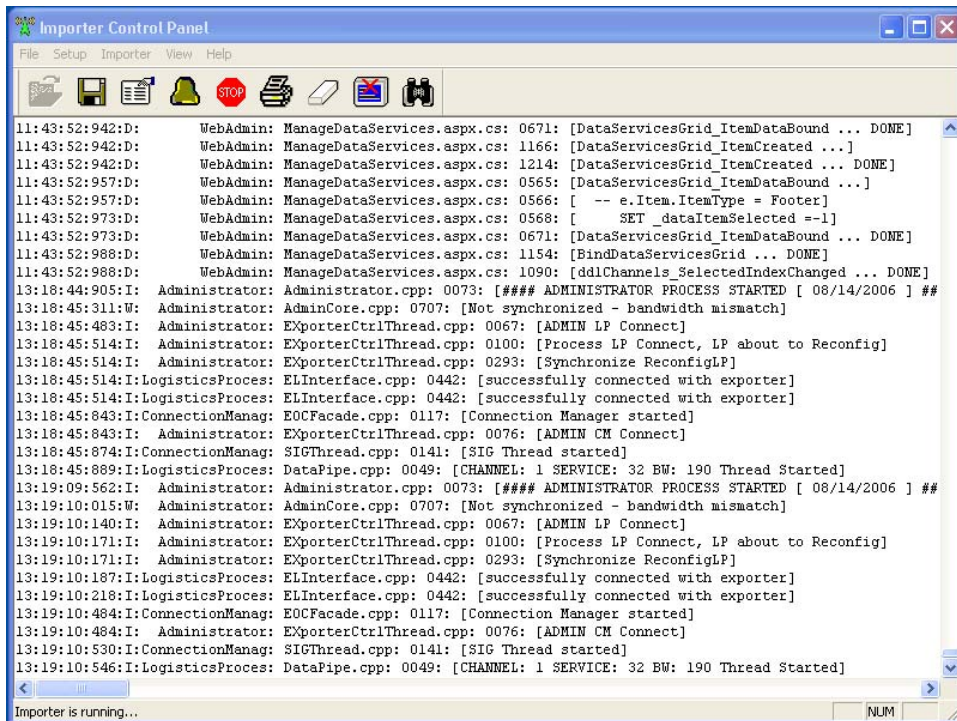 Importer Control Panel
File Setup Importer View Help
STOP
11:43:52:942:D: WebAdmin: ManageDataServices.aspx.cs: 0671: [DataServicesGrid_ItemDataBound ... DONE]
11:43:52:942:D: WebAdmin: ManageDataServices.aspx.cs: 1166: [DataServicesGrid_ItemCreated ...]
11:43:52:942:D: WebAdmin: ManageDataServices.aspx.cs: 1214: [DataServicesGrid_ItemCreated ... DONE]
11:43:52:957:D: WebAdmin: ManageDataServices.aspx.cs: 0565: [DataServicesGrid_ItemDataBound ...]
11:43:52:957:D: WebAdmin: ManageDataServices.aspx.cs: 0566: [ -- e.Item.ItemType = Footer]
11:43:52:973:D: WebAdmin: ManageDataServices.aspx.cs: 0568: [ SET _dataItemSelected =-1]
11:43:52:973:D: WebAdmin: ManageDataServices.aspx.cs: 0671: [DataServicesGrid_ItemDataBound ... DONE]
11:43:52:988:D: WebAdmin: ManageDataServices.aspx.cs: 1154: [BindDataServicesGrid ... DONE]
11:43:52:988:D: WebAdmin: ManageDataServices.aspx.cs: 1090: [ddlChannels_SelectedIndexChanged ... DONE]
13:18:44:905:I: Administrator: Administrator.cpp: 0073: [#### ADMINISTRATOR PROCESS STARTED [ 08/14/2006 ] ##
13:18:45:311:W: Administrator: AdminCore.cpp: 0707: [Not synchronized - bandwidth mismatch]
13:18:45:483:I: Administrator: EXporterCtrlThread.cpp: 0067: [ADMIN LP Connect]
13:18:45:514:I: Administrator: EXporterCtrlThread.cpp: 0100: [Process LP Connect, LP about to Reconfig]
13:18:45:514:I: Administrator: EXporterCtrlThread.cpp: 0293: [Synchronize ReconfigLP]
13:18:45:514:I:LogisticsProces: ELInterface.cpp: 0442: [successfully connected with exporter]
13:18:45:514:I:LogisticsProces: ELInterface.cpp: 0442: [successfully connected with exporter]
13:18:45:843:I:ConnectionManag: EOCFacade.cpp: 0117: [Connection Manager started]
13:18:45:843:I: Administrator: EXporterCtrlThread.cpp: 0076: [ADMIN CM Connect]
13:18:45:874:I:ConnectionManag: SIGThread.cpp: 0141: [SIG Thread started]
13:18:45:889:I:LogisticsProces: DataPipe.cpp: 0049: [CHANNEL: 1 SERVICE: 32 BW: 190 Thread Started]
13:19:09:562:I: Administrator: Administrator.cpp: 0073: [#### ADMINISTRATOR PROCESS STARTED [ 08/14/2006 ] ##
13:19:10:015:W: Administrator: AdminCore.cpp: 0707: [Not synchronized - bandwidth mismatch]
13:19:10:140:I: Administrator: EXporterCtrlThread.cpp: 0067: [ADMIN LP Connect]
13:19:10:171:I: Administrator: EXporterCtrlThread.cpp: 0100: [Process LP Connect, LP about to Reconfig]
13:19:10:171:I: Administrator: EXporterCtrlThread.cpp: 0293: [Synchronize ReconfigLP]
13:19:10:187:I:LogisticsProces: ELInterface.cpp: 0442: [successfully connected with exporter]
13:19:10:218:I:LogisticsProces: ELInterface.cpp: 0442: [successfully connected with exporter]
13:19:10:484:I:ConnectionManag: EOCFacade.cpp: 0117: [Connection Manager started]
13:19:10:484:I: Administrator: EXporterCtrlThread.cpp: 0076: [ADMIN CM Connect]
13:19:10:530:I:ConnectionManag: SIGThread.cpp: 0141: [SIG Thread started]
13:19:10:546:I:LogisticsProces: DataPipe.cpp: 0049: [CHANNEL: 1 SERVICE: 32 BW: 190 Thread Started]
Importer is running... NUM